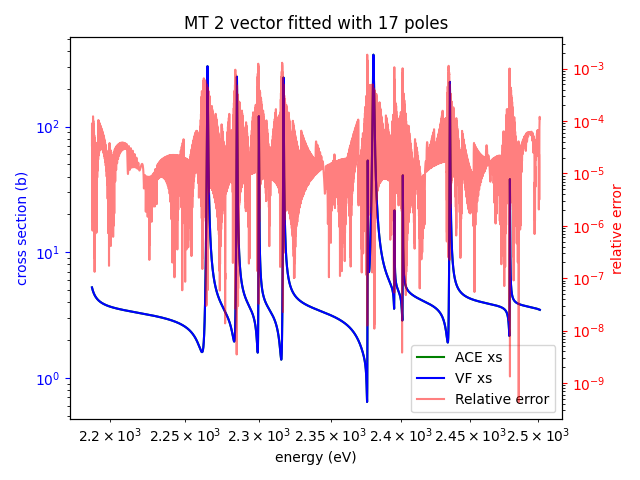 MT 2 vector fitted with 17 poles
cross section (b)
10²
10¹
10⁰
relative error
10⁻³
10⁻⁴
10⁻⁵
10⁻⁶
10⁻⁷
10⁻⁸
10⁻⁹
ACE xs
VF xs
Relative error
2.2 × 10³ 2.25 × 10³ 2.3 × 10³ 2.35 × 10³ 2.4 × 10³ 2.45 × 10³ 2.5 × 10³
energy (eV)